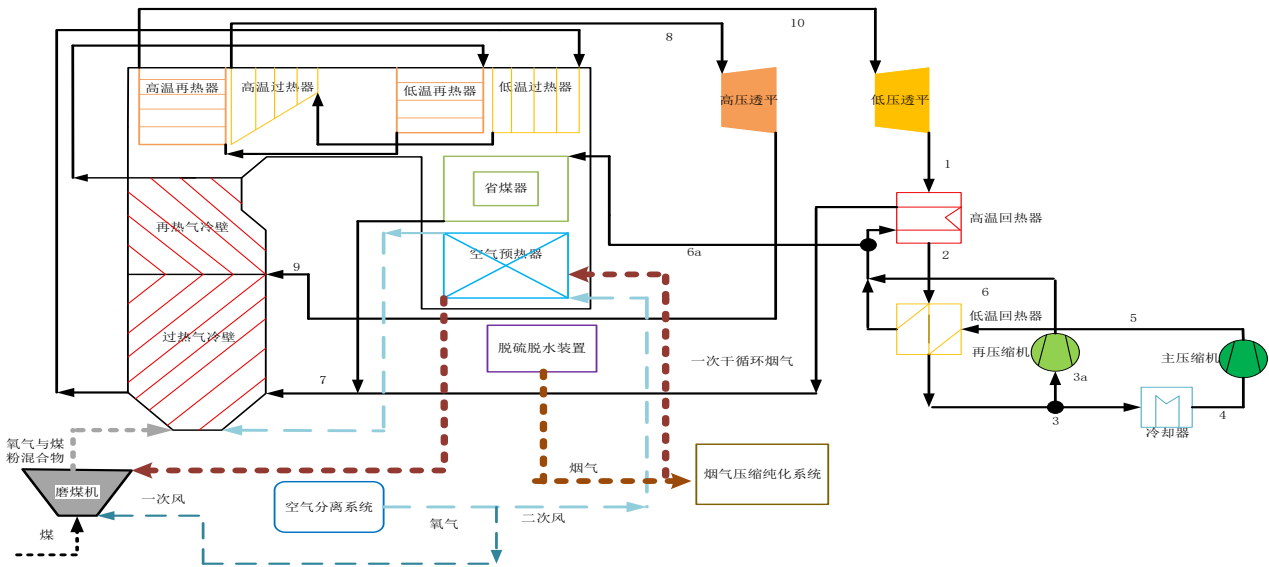 10
8
高温再热器
高温过热器
低温再热器
低温过热器
高压透平
低压透平
1
省煤器
高温回热器
再热气冷壁
空气预热器
6a
2
9
6
低温回热器
5
过热气冷壁
脱硫脱水装置
一次干循环烟气
再压缩机
主压缩机
7
3a
3
4
冷却器
氧气与煤
粉混合物
烟气
烟气压缩纯化系统
磨煤机
一次风
空气分离系统
氧气
二次风
煤